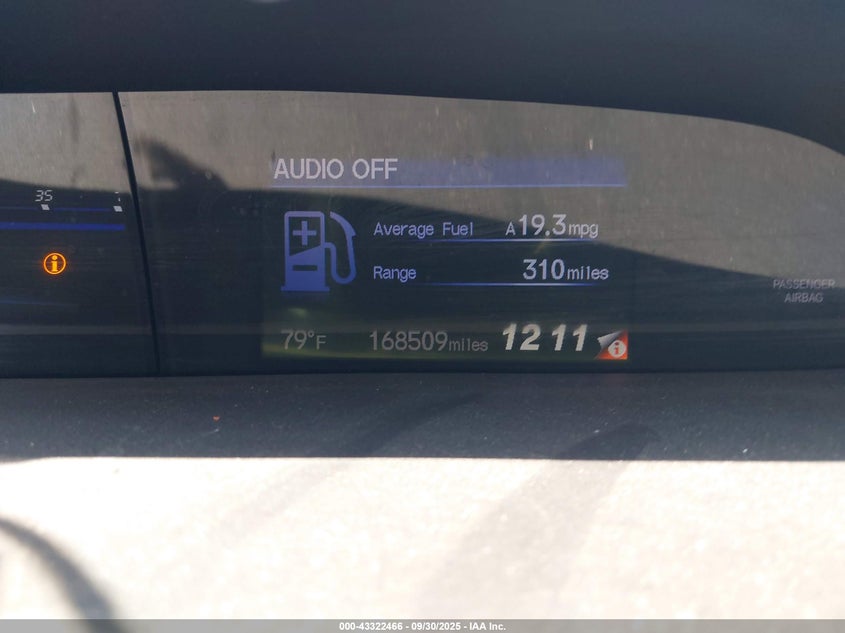 AUDIO OFF
35
Average Fuel A19.3mpg
Range 310miles
PASSENGER
AIRBAG
79°F 168509miles 12 11
000-43322466 - 09/30/2025 - IAA Inc.